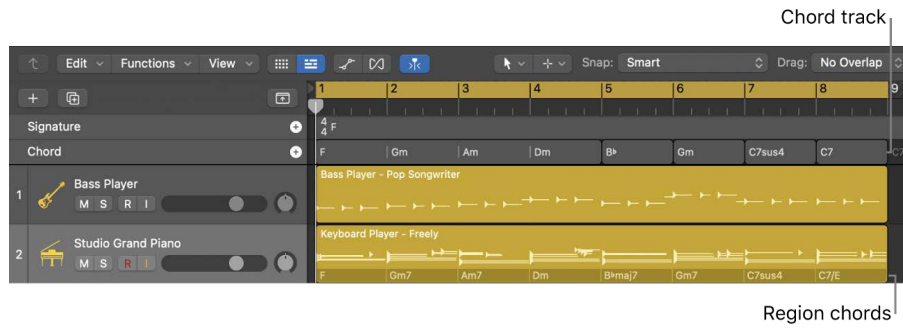 Chord track
Edit Functions View Snap: Smart Drag: No Overlap
1 2 3 4 5 6 7 8 9
Signature 4 4 F
Chord F Gm Am Dm B♭ Gm C7sus4 C7 C7
1 Bass Player Bass Player - Pop Songwriter
M S R I
2 Studio Grand Piano Keyboard Player - Freely
M S R I
F Gm7 Am7 Dm B♭maj7 Gm7 C7sus4 C7/E
Region chords